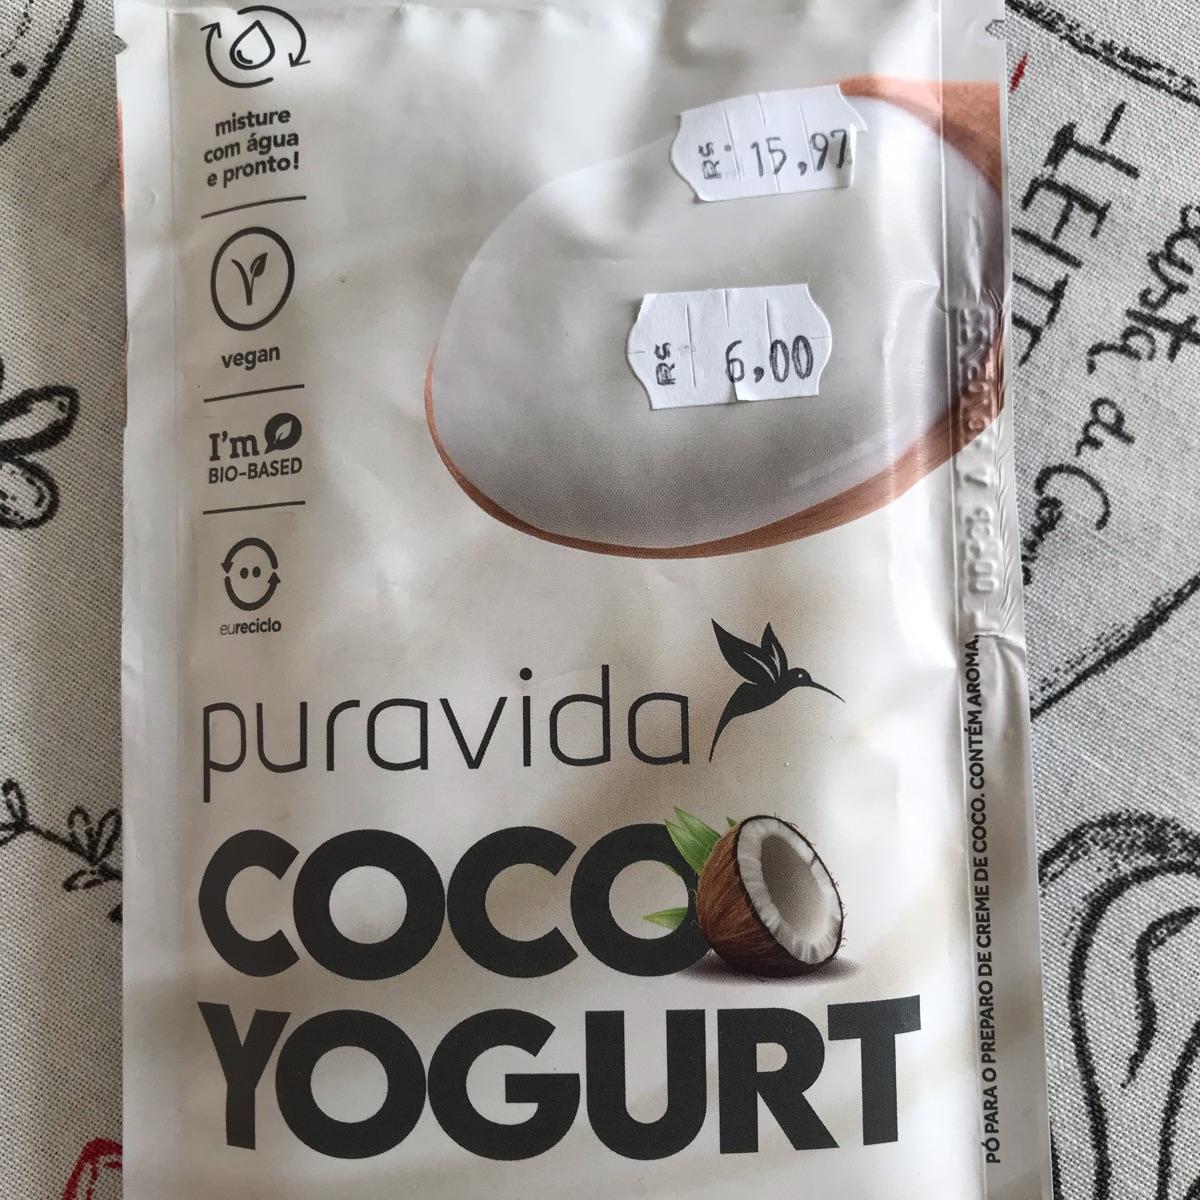 misture
com água
e pronto!
vegan
I'm
BIO-BASED
eureciclo
R$ 15,97
R$ 6,00
puravida
COCO
YOGURT
PÓ PARA O PREPARO DE CREME DE COCO. CONTÉM AROMA.